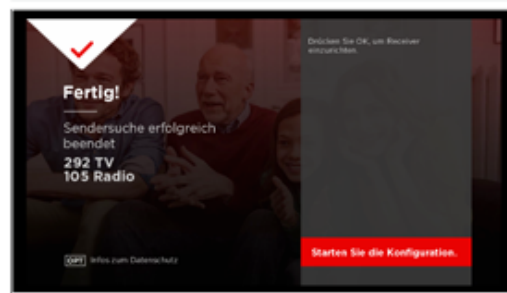 Fertig!
Sendersuche erfolgreich
beendet
292 TV
105 Radio
OPT Infos zum Datenschutz
Drücken Sie OK, um Receiver
einzurichten.
Starten Sie die Konfiguration.